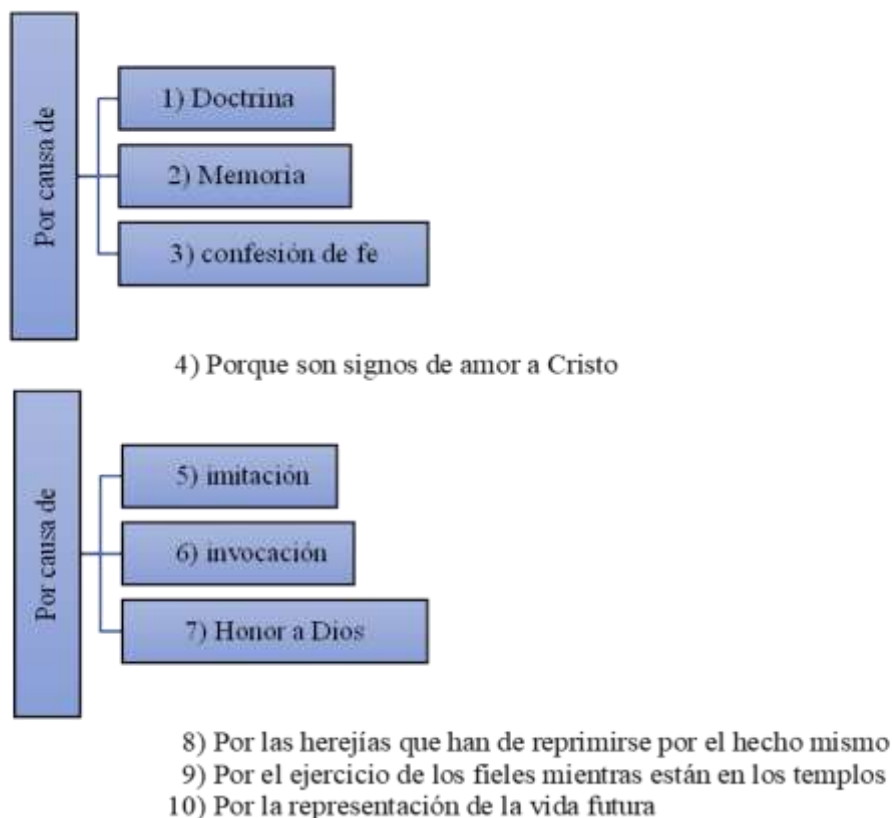 Por causa de
1) Doctrina
2) Memoria
3) confesión de fe
4) Porque son signos de amor a Cristo
Por causa de
5) imitación
6) invocación
7) Honor a Dios
8) Por las herejías que han de reprimirse por el hecho mismo
9) Por el ejercicio de los fieles mientras están en los templos
10) Por la representación de la vida futura